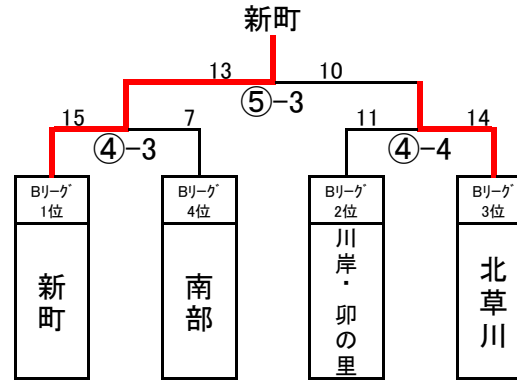 新町
13 10
⑤-3
15 7 11 14
④-3 ④-4
Bﾘｰｸﾞ
1位
Bﾘｰｸﾞ
4位
Bﾘｰｸﾞ
2位
Bﾘｰｸﾞ
3位
新町
南部
川岸・卯の里
北草川